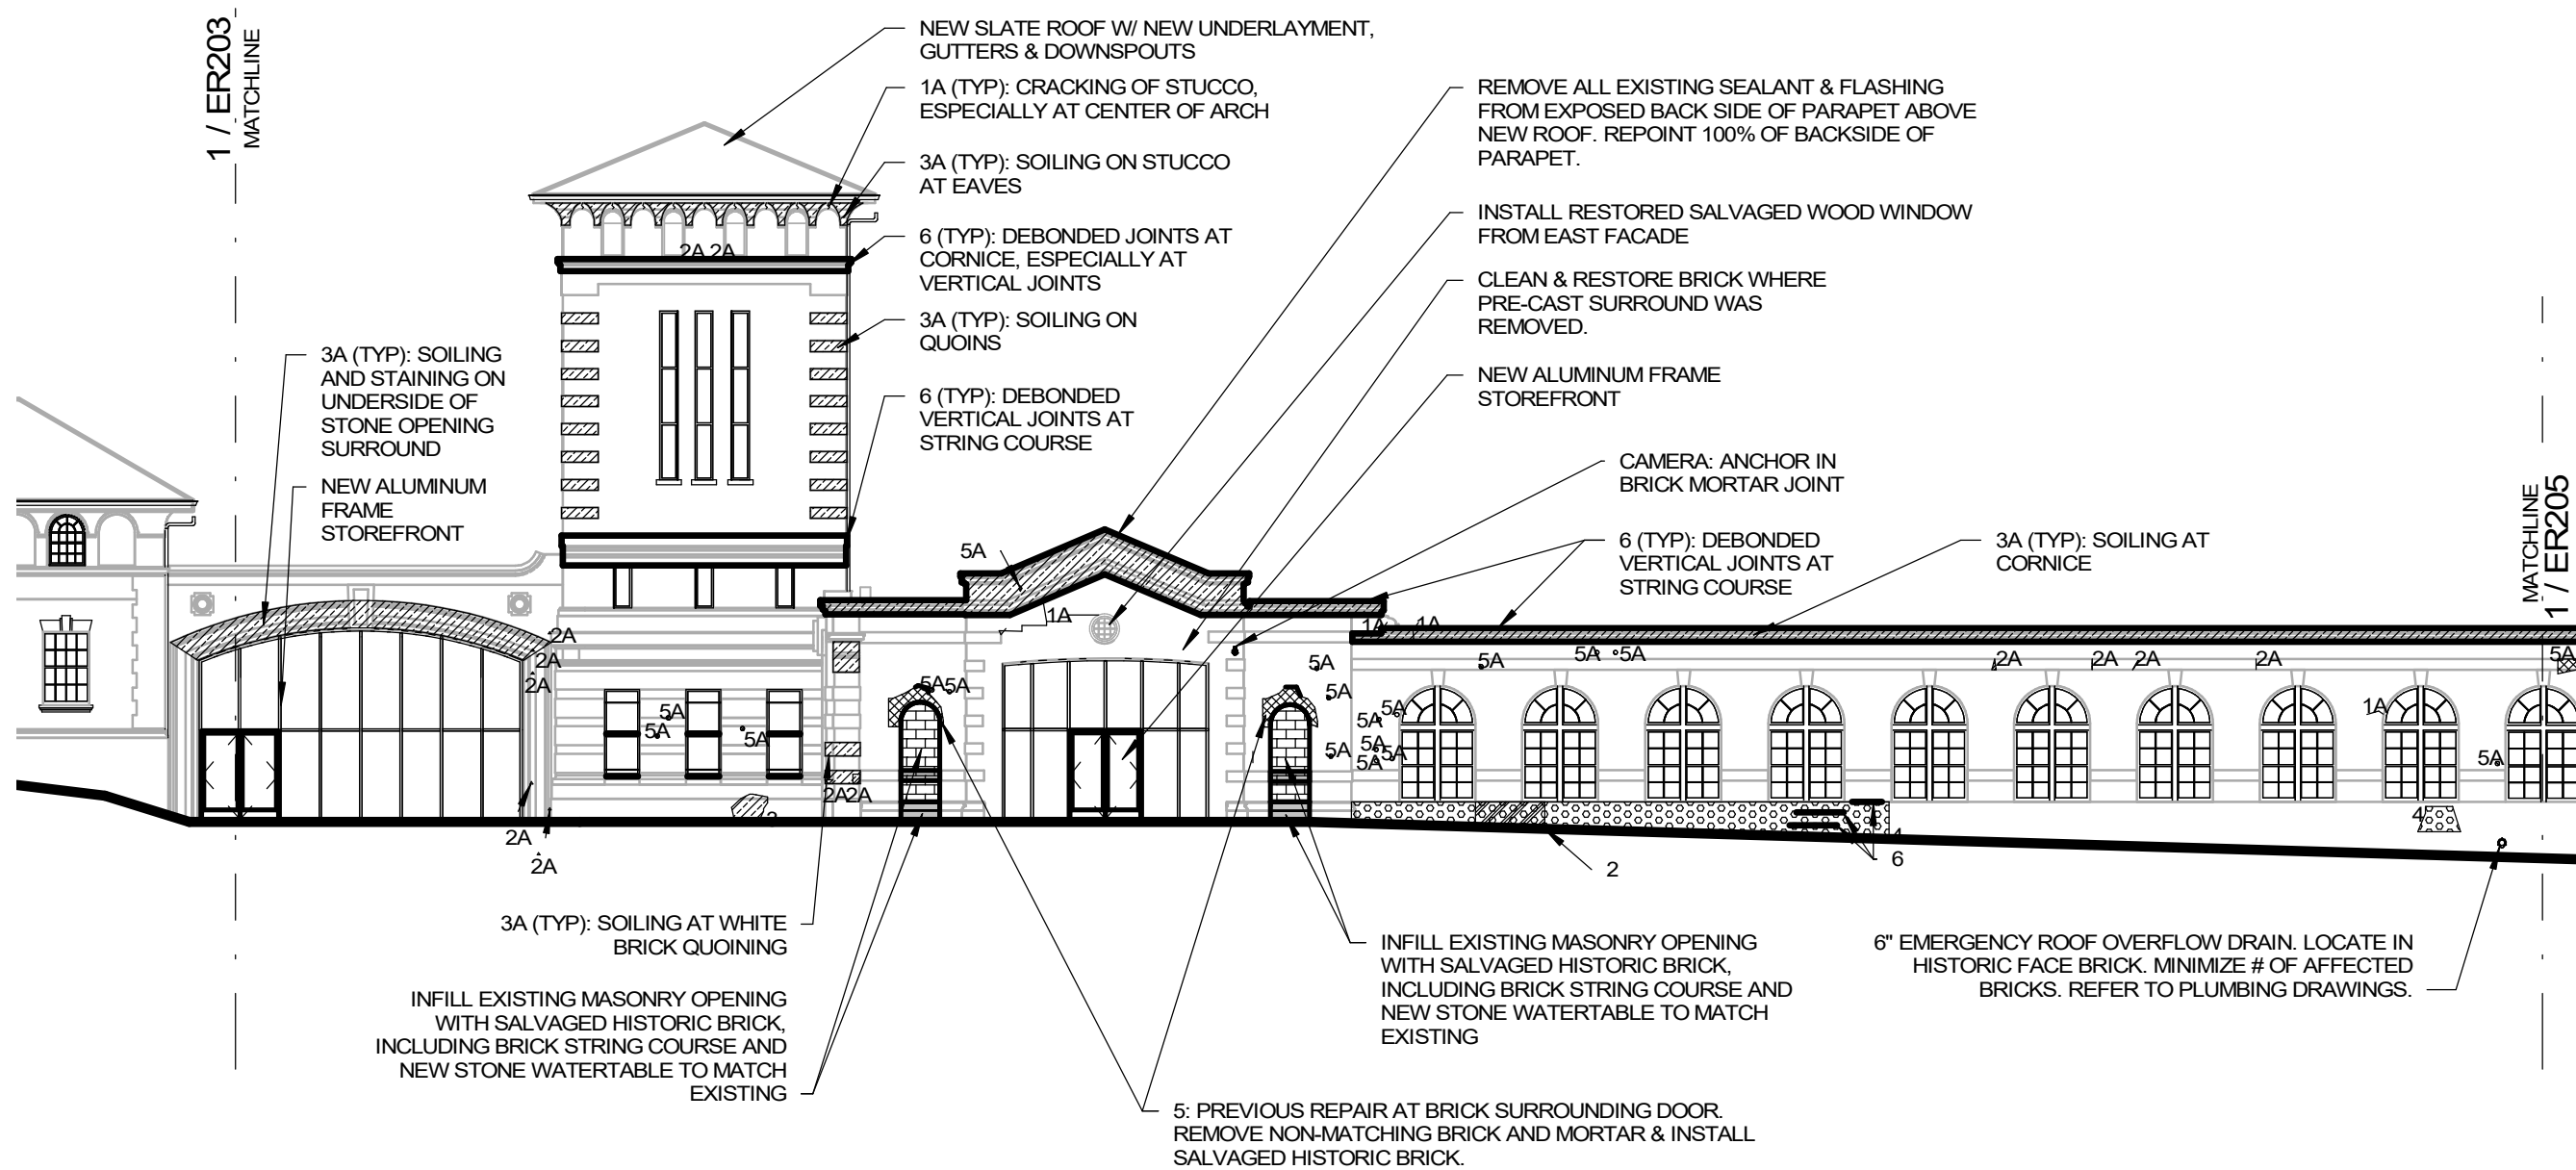 1 / ER203
MATCHLINE
NEW SLATE ROOF W/ NEW UNDERLAYMENT,
GUTTERS & DOWNSPOUTS
1A (TYP): CRACKING OF STUCCO,
ESPECIALLY AT CENTER OF ARCH
3A (TYP): SOILING ON STUCCO
AT EAVES
6 (TYP): DEBONDED JOINTS AT
CORNICE, ESPECIALLY AT
VERTICAL JOINTS
3A (TYP): SOILING ON
QUOINS
6 (TYP): DEBONDED
VERTICAL JOINTS AT
STRING COURSE
REMOVE ALL EXISTING SEALANT & FLASHING
FROM EXPOSED BACK SIDE OF PARAPET ABOVE
NEW ROOF. REPOINT 100% OF BACKSIDE OF
PARAPET.
INSTALL RESTORED SALVAGED WOOD WINDOW
FROM EAST FACADE
CLEAN & RESTORE BRICK WHERE
PRE-CAST SURROUND WAS
REMOVED.
NEW ALUMINUM FRAME
STOREFRONT
CAMERA: ANCHOR IN
BRICK MORTAR JOINT
6 (TYP): DEBONDED
VERTICAL JOINTS AT
STRING COURSE
3A (TYP): SOILING AT
CORNICE
MATCHLINE
1 / ER205
3A (TYP): SOILING
AND STAINING ON
UNDERSIDE OF
STONE OPENING
SURROUND
NEW ALUMINUM
FRAME
STOREFRONT
2A 2A
5A
1A
1A 1A
2A
2A
2A
5A
5A
5A
5A 5A
5A
5A
5A
5A
5A
5A
5A
5A
5A
5A
5A 5A
2A
2A
2A
2A
5A
1A
5A
2A 2A
2A
2A
4
4
2
6
3A (TYP): SOILING AT WHITE
BRICK QUOINING
INFILL EXISTING MASONRY OPENING
WITH SALVAGED HISTORIC BRICK,
INCLUDING BRICK STRING COURSE AND
NEW STONE WATERTABLE TO MATCH
EXISTING
INFILL EXISTING MASONRY OPENING
WITH SALVAGED HISTORIC BRICK,
INCLUDING BRICK STRING COURSE AND
NEW STONE WATERTABLE TO MATCH
EXISTING
6" EMERGENCY ROOF OVERFLOW DRAIN. LOCATE IN
HISTORIC FACE BRICK. MINIMIZE # OF AFFECTED
BRICKS. REFER TO PLUMBING DRAWINGS.
5: PREVIOUS REPAIR AT BRICK SURROUNDING DOOR.
REMOVE NON-MATCHING BRICK AND MORTAR & INSTALL
SALVAGED HISTORIC BRICK.